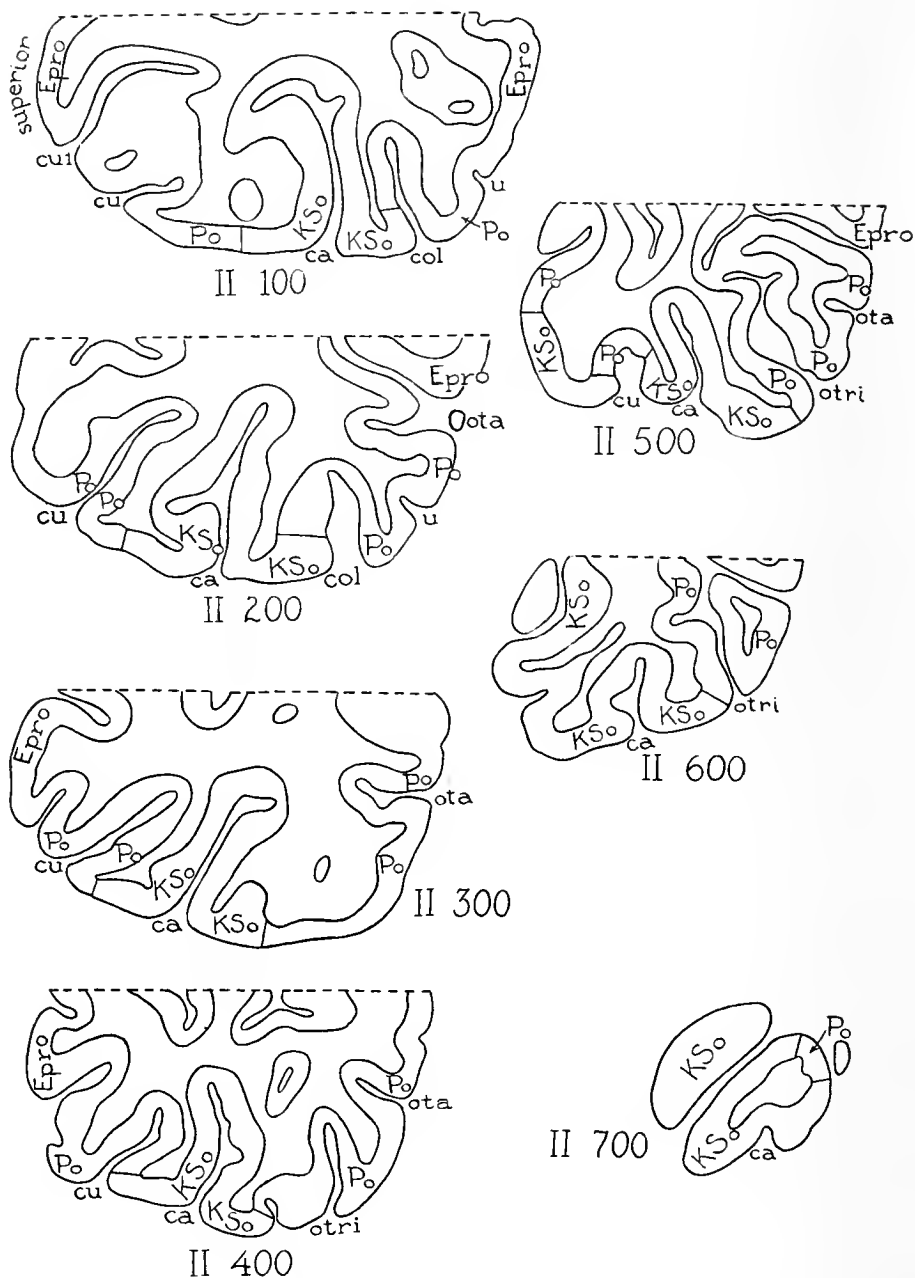 superior
Epro
cu1
cu
Po
KSo
ca
KSo
col
Po
u
Epro
II 100
Epro
Oota
Po
u
Po
Po
cu
KSo
ca
KSo
col
Po
II 200
Epro
Po
cu
Po
KSo
ca
KSo
Po
Po
ota
II 300
Epro
Po
cu
KSo
ca
KSo
otri
Po
Po
ota
II 400
Epro
Po
KSo
Po
cu
KSo
ca
KSo
Po
otri
Po
ota
Po
II 500
KSo
Po
Po
KSo
ca
KSo
otri
II 600
KSo
Po
KSo
ca
II 700